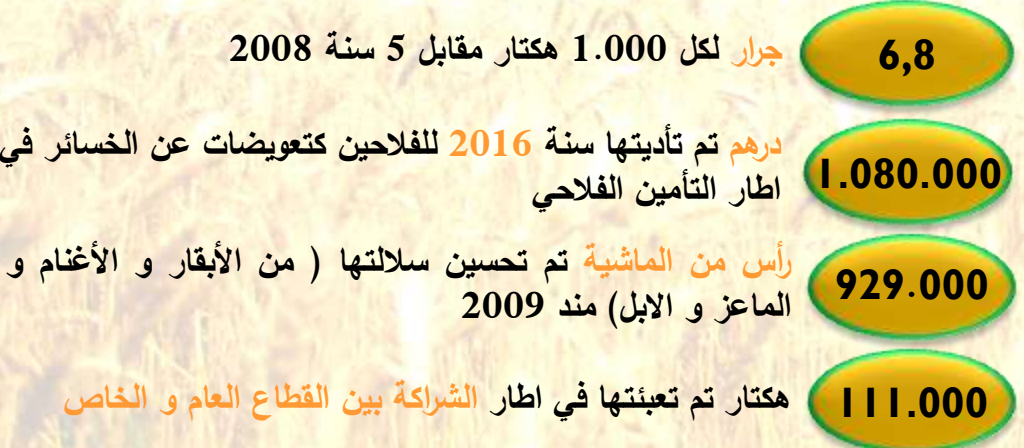 6,8
جرار لكل 1.000 هكتار مقابل 5 سنة 2008
1.080.000
درهم تم تأديتها سنة 2016 للفلاحين كتعويضات عن الخسائر في
اطار التأمين الفلاحي
929.000
رأس من الماشية تم تحسين سلالتها ( من الأبقار و الأغنام و
الماعز و الابل) مند 2009
111.000
هكتار تم تعبئتها في اطار الشراكة بين القطاع العام و الخاص